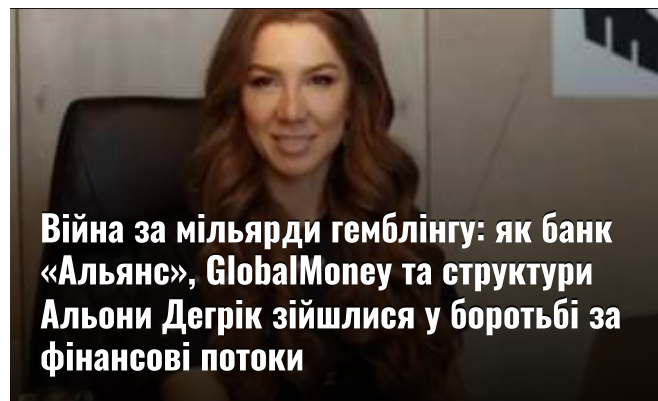 Війна за мільярди гемблінгу: як банк
«Альянс», GlobalMoney та структури
Альони Дегрік зійшлися у боротьбі за
фінансові потоки